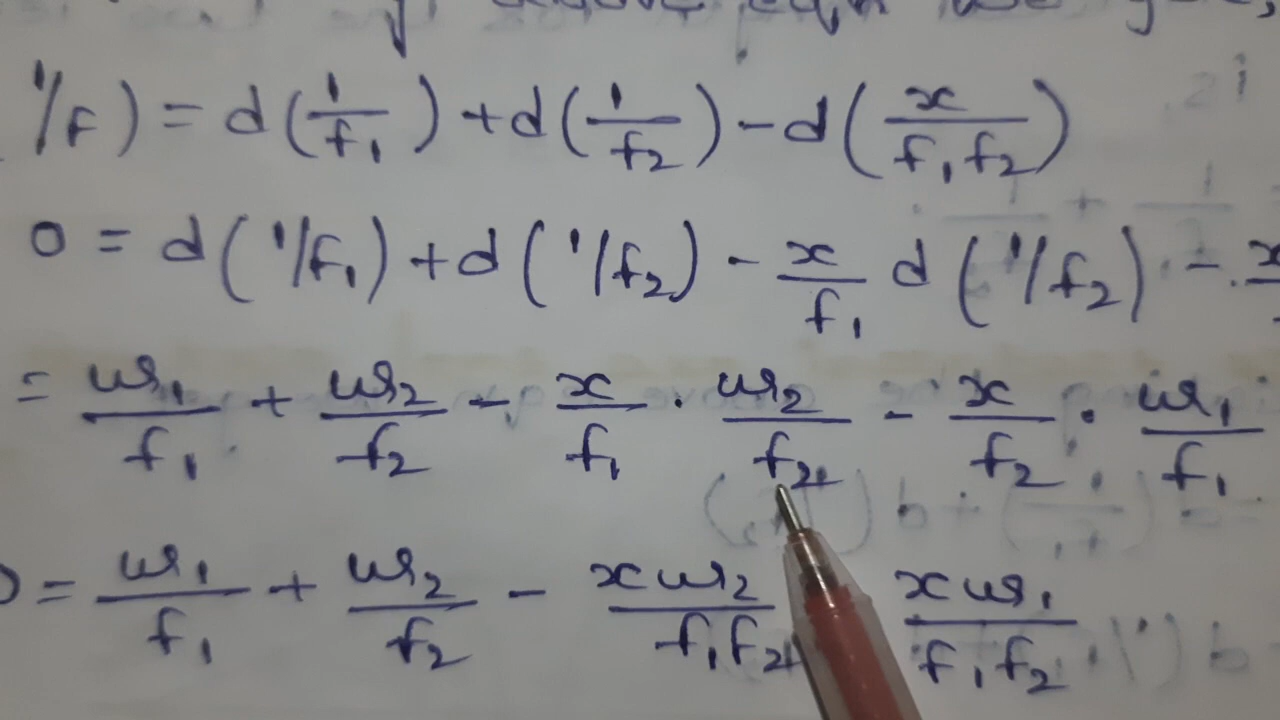 1/F) = d(1/f₁) + d(1/f₂) - d(x/f₁f₂)
0 = d(1/f₁) + d(1/f₂) - x/f₁ d(1/f₂) - x
= ω₁/f₁ + ω₂/f₂ - x/f₁ · ω₂/f₂ - x/f₂ · ω₁/f₁
0 = ω₁/f₁ + ω₂/f₂ - xω₂/f₁f₂ xω₁/f₁f₂